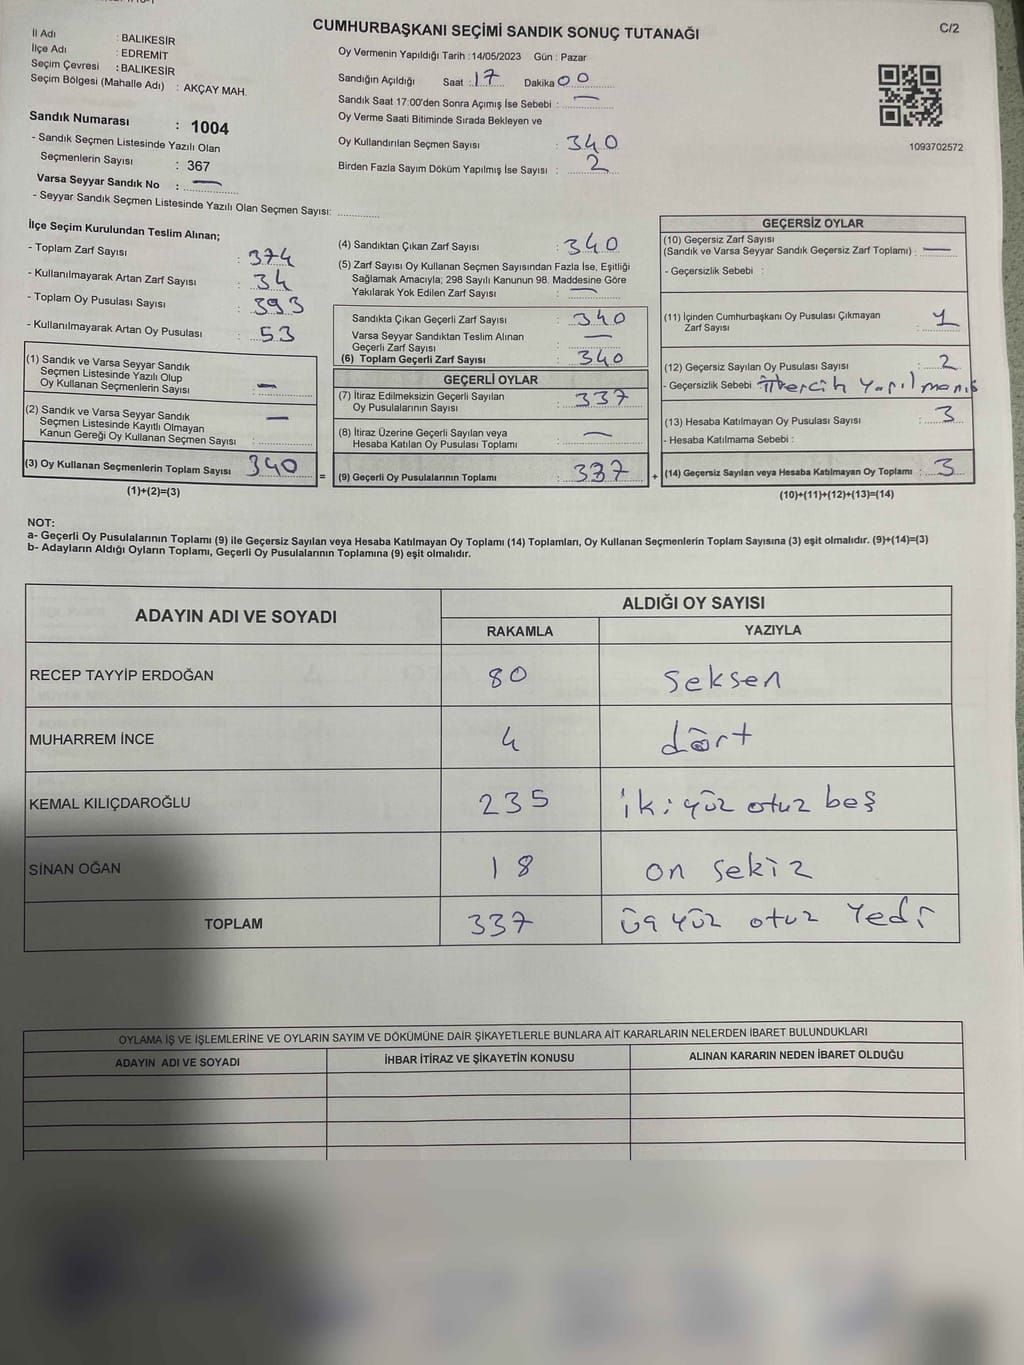 CUMHURBAŞKANI SEÇİMİ SANDIK SONUÇ TUTANAĞI
C/2
İl Adı : BALIKESİR
İlçe Adı : EDREMİT
Seçim Çevresi : BALIKESİR
Seçim Bölgesi (Mahalle Adı) : AKÇAY MAH.
Sandık Numarası : 1004
- Sandık Seçmen Listesinde Yazılı Olan
Seçmenlerin Sayısı : 367
Varsa Seyyar Sandık No : —
- Seyyar Sandık Seçmen Listesinde Yazılı Olan Seçmen Sayısı:
Oy Vermenin Yapıldığı Tarih :14/05/2023 Gün : Pazar
Sandığın Açıldığı Saat : 17 Dakika 00
Sandık Saat 17:00'den Sonra Açımış İse Sebebi : —
Oy Verme Saati Bitiminde Sırada Bekleyen ve
Oy Kullandırılan Seçmen Sayısı : 340
Birden Fazla Sayım Döküm Yapılmış İse Sayısı : 2
1093702572
İlçe Seçim Kurulundan Teslim Alınan;
- Toplam Zarf Sayısı : 374
- Kullanılmayarak Artan Zarf Sayısı : 34
- Toplam Oy Pusulası Sayısı : 393
- Kullanılmayarak Artan Oy Pusulası : 53
(1) Sandık ve Varsa Seyyar Sandık
Seçmen Listesinde Yazılı Olup
Oy Kullanan Seçmenlerin Sayısı : —
(2) Sandık ve Varsa Seyyar Sandık
Seçmen Listesinde Kayıtlı Olmayan
Kanun Gereği Oy Kullanan Seçmen Sayısı : —
(3) Oy Kullanan Seçmenlerin Toplam Sayısı 340
(1)+(2)=(3)
(4) Sandıktan Çıkan Zarf Sayısı : 340
(5) Zarf Sayısı Oy Kullanan Seçmen Sayısından Fazla İse, Eşitliği
Sağlamak Amacıyla; 298 Sayılı Kanunun 98. Maddesine Göre
Yakılarak Yok Edilen Zarf Sayısı : —
Sandıkta Çıkan Geçerli Zarf Sayısı : 340
Varsa Seyyar Sandıktan Teslim Alınan
Geçerli Zarf Sayısı : —
(6) Toplam Geçerli Zarf Sayısı : 340
GEÇERLİ OYLAR
(7) İtiraz Edilmeksizin Geçerli Sayılan
Oy Pusulalarının Sayısı : 337
(8) İtiraz Üzerine Geçerli Sayılan veya
Hesaba Katılan Oy Pusulası Toplamı : —
= (9) Geçerli Oy Pusulalarının Toplamı : 337 +
GEÇERSİZ OYLAR
(10) Geçersiz Zarf Sayısı
(Sandık ve Varsa Seyyar Sandık Geçersiz Zarf Toplamı) : —
- Geçersizlik Sebebi :
(11) İçinden Cumhurbaşkanı Oy Pusulası Çıkmayan
Zarf Sayısı : 1
(12) Geçersiz Sayılan Oy Pusulası Sayısı : 2
- Geçersizlik Sebebi yapılmamış
(13) Hesaba Katılmayan Oy Pusulası Sayısı : 3
- Hesaba Katılmama Sebebi :
(14) Geçersiz Sayılan veya Hesaba Katılmayan Oy Toplamı : 3
(10)+(11)+(12)+(13)=(14)
NOT:
a- Geçerli Oy Pusulalarının Toplamı (9) ile Geçersiz Sayılan veya Hesaba Katılmayan Oy Toplamı (14) Toplamları, Oy Kullanan Seçmenlerin Toplam Sayısına (3) eşit olmalıdır. (9)+(14)=(3)
b- Adayların Aldığı Oyların Toplamı, Geçerli Oy Pusulalarının Toplamına (9) eşit olmalıdır.
ADAYIN ADI VE SOYADI
ALDIĞI OY SAYISI
RAKAMLA YAZIYLA
RECEP TAYYİP ERDOĞAN 80 seksen
MUHARREM İNCE 4 dört
KEMAL KILIÇDAROĞLU 235 iki yüz otuz beş
SİNAN OĞAN 18 on sekiz
TOPLAM 337 üç yüz otuz Yedi
OYLAMA İŞ VE İŞLEMLERİNE VE OYLARIN SAYIM VE DÖKÜMÜNE DAİR ŞİKAYETLERLE BUNLARA AİT KARARLARIN NELERDEN İBARET BULUNDUKLARI
ADAYIN ADI VE SOYADI İHBAR İTİRAZ VE ŞİKAYETİN KONUSU ALINAN KARARIN NEDEN İBARET OLDUĞU